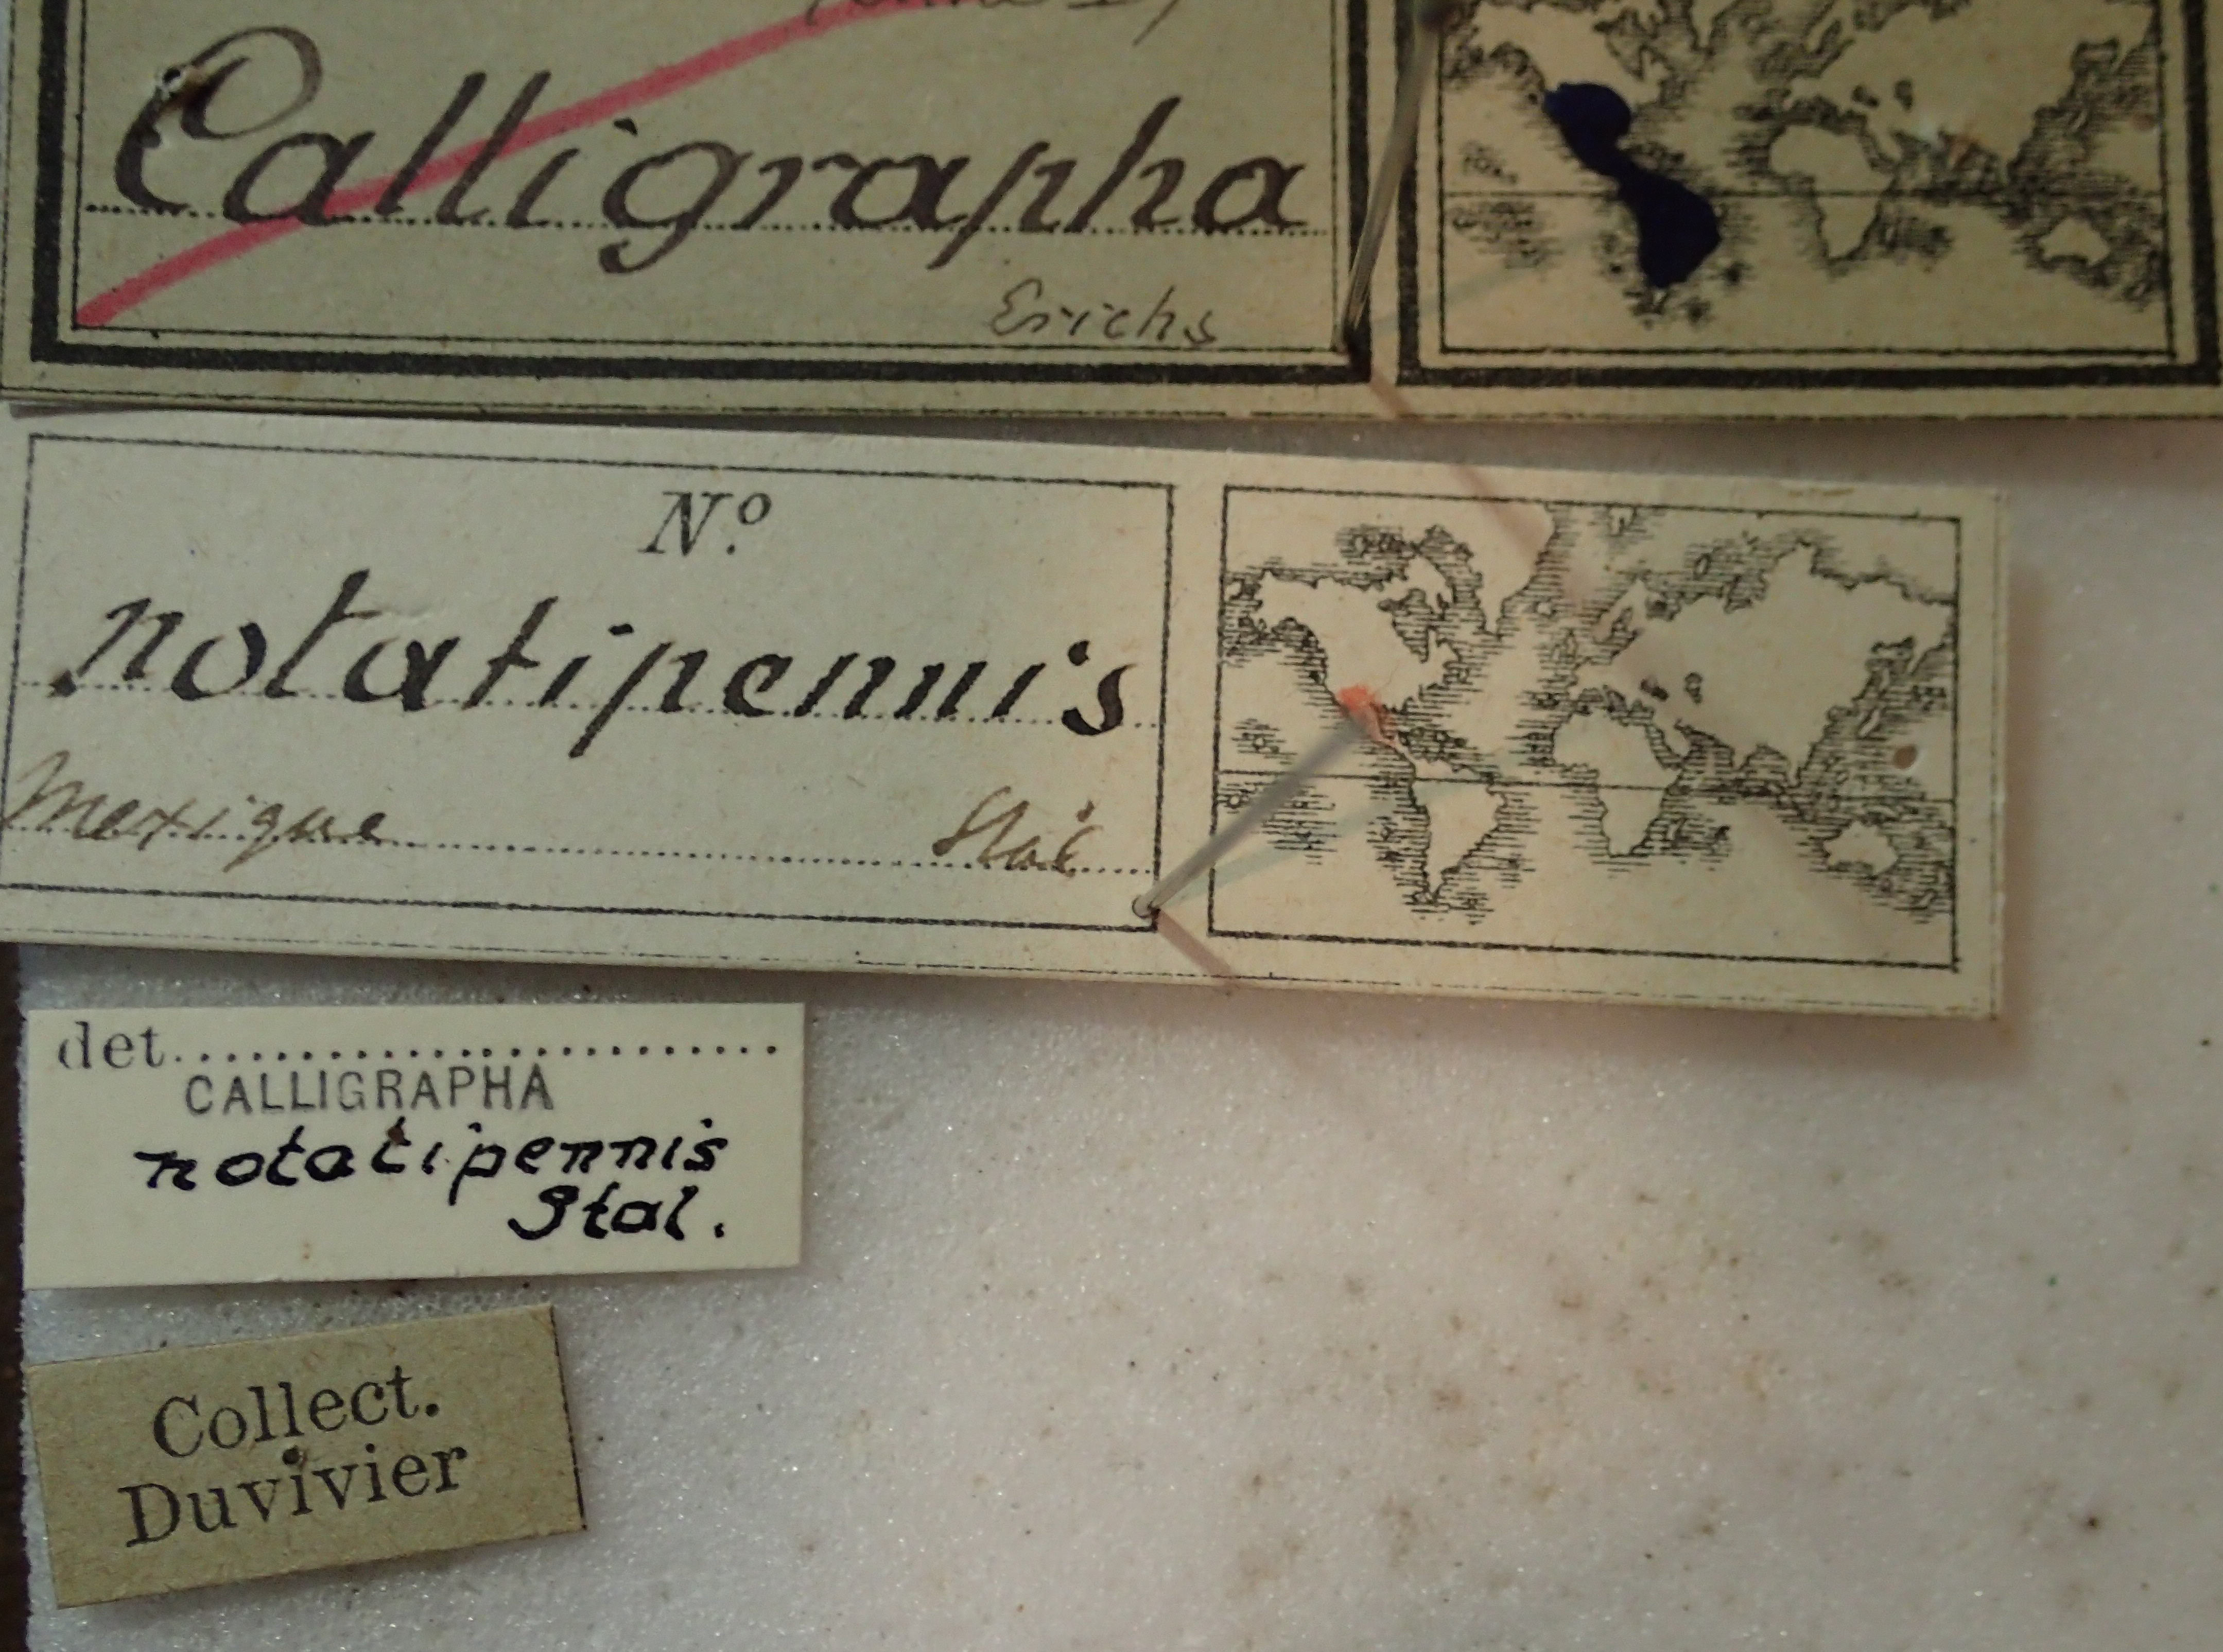 Calligrapha
Erichs
N.º
notatipennis
Mexique Stål
det.
CALLIGRAPHA
notatipennis
Stal.
Collect.
Duvivier